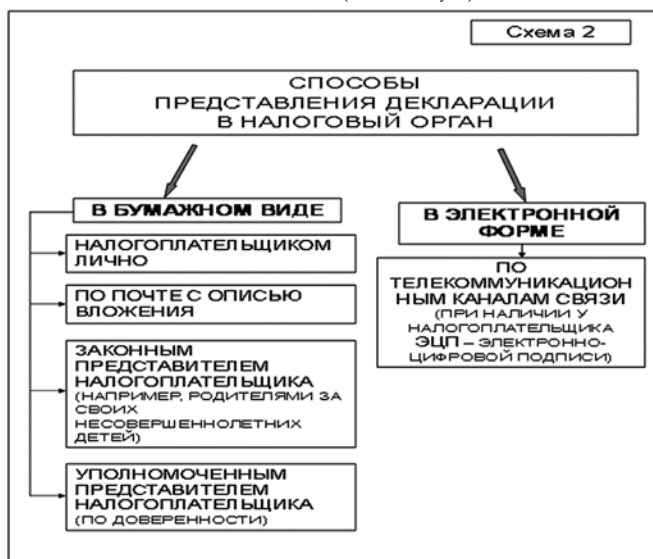 Схема 2
СПОСОБЫ
ПРЕДСТАВЛЕНИЯ ДЕКЛАРАЦИИ
В НАЛОГОВЫЙ ОРГАН
В БУМАЖНОМ ВИДЕ
НАЛОГОПЛАТЕЛЬЩИКОМ
ЛИЧНО
ПО ПОЧТЕ С ОПИСЬЮ
ВЛОЖЕНИЯ
ЗАКОННЫМ
ПРЕДСТАВИТЕЛЕМ
НАЛОГОПЛАТЕЛЬЩИКА
(НАПРИМЕР, РОДИТЕЛЯМИ ЗА
СВОИХ
НЕСОВЕРШЕННОЛЕТНИХ
ДЕТЕЙ)
УПОЛНОМОЧЕННЫМ
ПРЕДСТАВИТЕЛЕМ
НАЛОГОПЛАТЕЛЬЩИКА
(ПО ДОВЕРЕННОСТИ)
В ЭЛЕКТРОННОЙ
ФОРМЕ
ПО
ТЕЛЕКОММУНИКАЦИОН
НЫМ КАНАЛАМ СВЯЗИ
(ПРИ НАЛИЧИИ У
НАЛОГОПЛАТЕЛЬЩИКА
ЭЦП – ЭЛЕКТРОННО-
ЦИФРОВОЙ ПОДПИСИ)